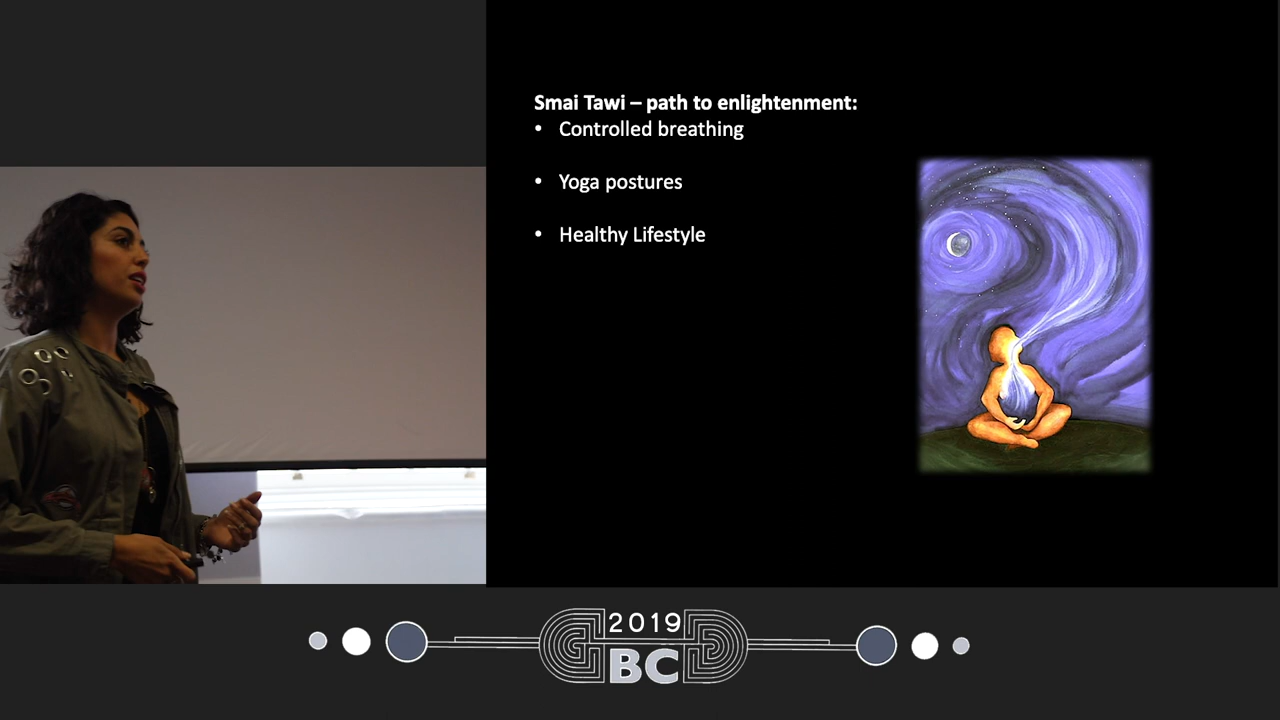 Smai Tawi – path to enlightenment:
• Controlled breathing
• Yoga postures
• Healthy Lifestyle
2019
BC